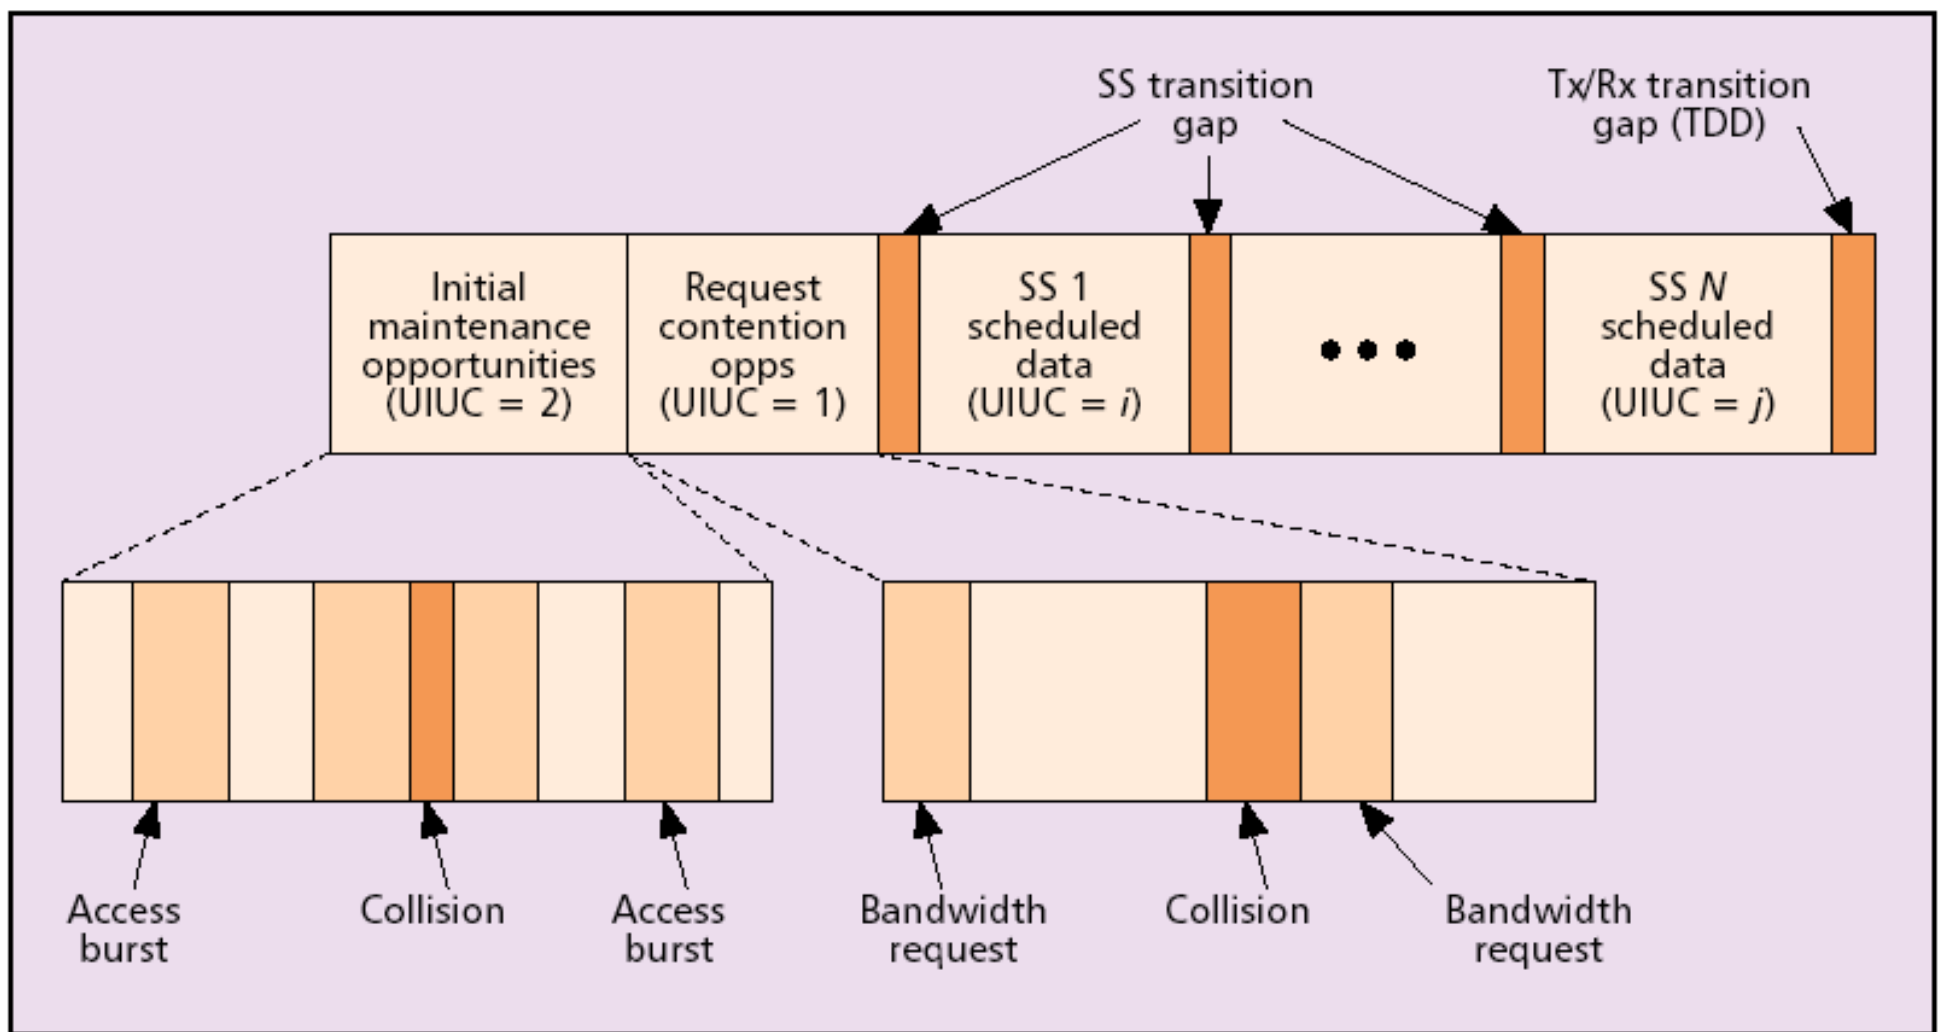 SS transition
gap
Tx/Rx transition
gap (TDD)
Initial
maintenance
opportunities
(UIUC = 2)
Request
contention
opps
(UIUC = 1)
SS 1
scheduled
data
(UIUC = i)
SS N
scheduled
data
(UIUC = j)
Access
burst
Collision
Access
burst
Bandwidth
request
Collision
Bandwidth
request